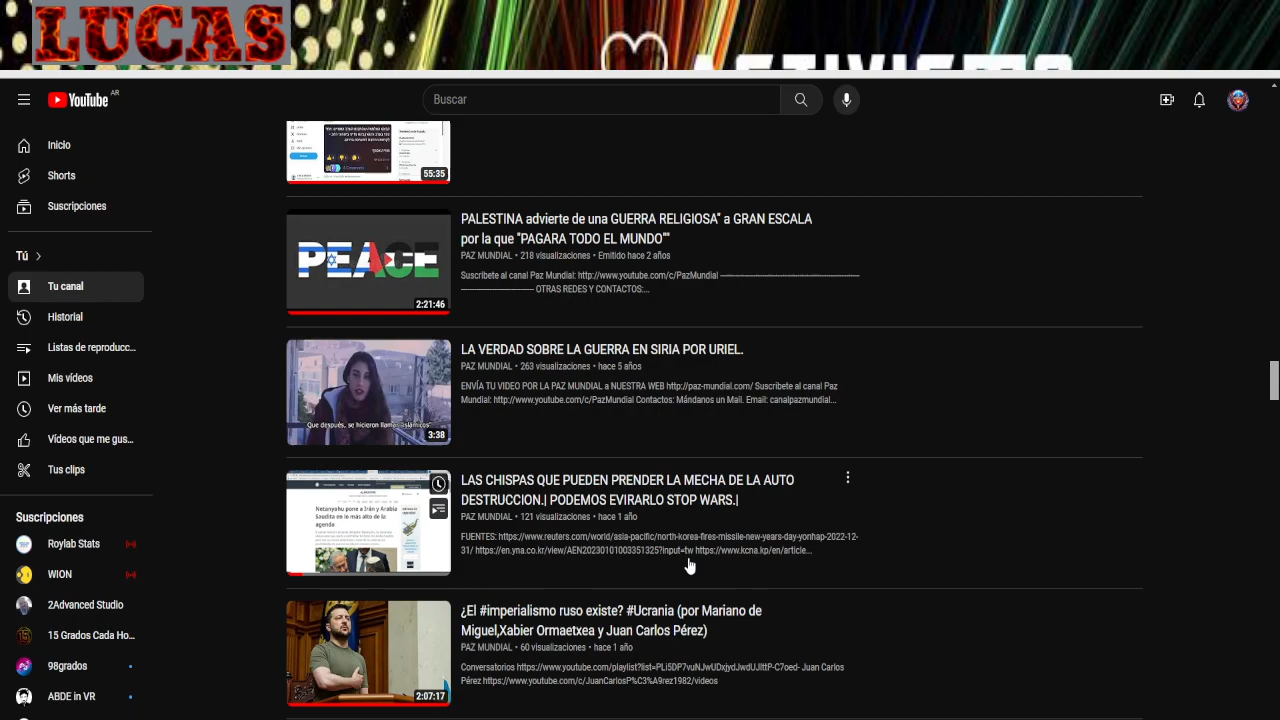 LUCAS
YouTube AR
Buscar
Inicio
Shorts
Suscripciones
Tú
Tu canal
Historial
Listas de reproducc...
Mis vídeos
Ver más tarde
Vídeos que me gus...
Tus clips
Suscripciones
Royalab Stats
WION
2Advanced Studio
15 Grados Cada Ho...
98grados
ABDE in VR
55:35
PEACE
2:21:46
PALESTINA advierte de una GUERRA RELIGIOSA" a GRAN ESCALA
por la que "PAGARA TODO EL MUNDO""
PAZ MUNDIAL • 218 visualizaciones • Emitido hace 2 años
Suscribete al canal Paz Mundial: http://www.youtube.com/c/PazMundial
OTRAS REDES Y CONTACTOS:...
Que después, se hicieron llamar "islámicos"
3:38
LA VERDAD SOBRE LA GUERRA EN SIRIA POR URIEL.
PAZ MUNDIAL • 263 visualizaciones • hace 5 años
ENVÍA TU VIDEO POR LA PAZ MUNDIAL a NUESTRA WEB http://paz-mundial.com/ Suscribete al canal Paz
Mundial: http://www.youtube.com/c/PazMundial Contactos: Mándanos un Mail. Email: canalpazmundial...
Netanyahu pone a Irán y Arabia
Saudita en lo más alto de la
agenda
LAS CHISPAS QUE PUEDEN PRENDER LA MECHA DE LA AUTO
DESTRUCCION| PODEMOS EVITARLO STOP WARS.|
PAZ MUNDIAL • 121 visualizaciones • hace 1 año
FUENTES:https://www.reuters.com/world/asia-pacific/north-korea-fires-missile-new-years-day-yonhap-2022-12-
31/ https://en.yna.co.kr/view/AEN20230101003351325?input=tw https://www.kcna.kp/en/article...
2:07:17
¿El #imperialismo ruso existe? #Ucrania (por Mariano de
Miguel,Xabier Ormaetxea y Juan Carlos Pérez)
PAZ MUNDIAL • 60 visualizaciones • hace 1 año
Conversatorios https://www.youtube.com/playlist?list=PLi5DP7vuNJwUDxjydJwdUJIttP-C7oed- Juan Carlos
Pérez https://www.youtube.com/c/JuanCarlosP%C3%A9rez1982/videos